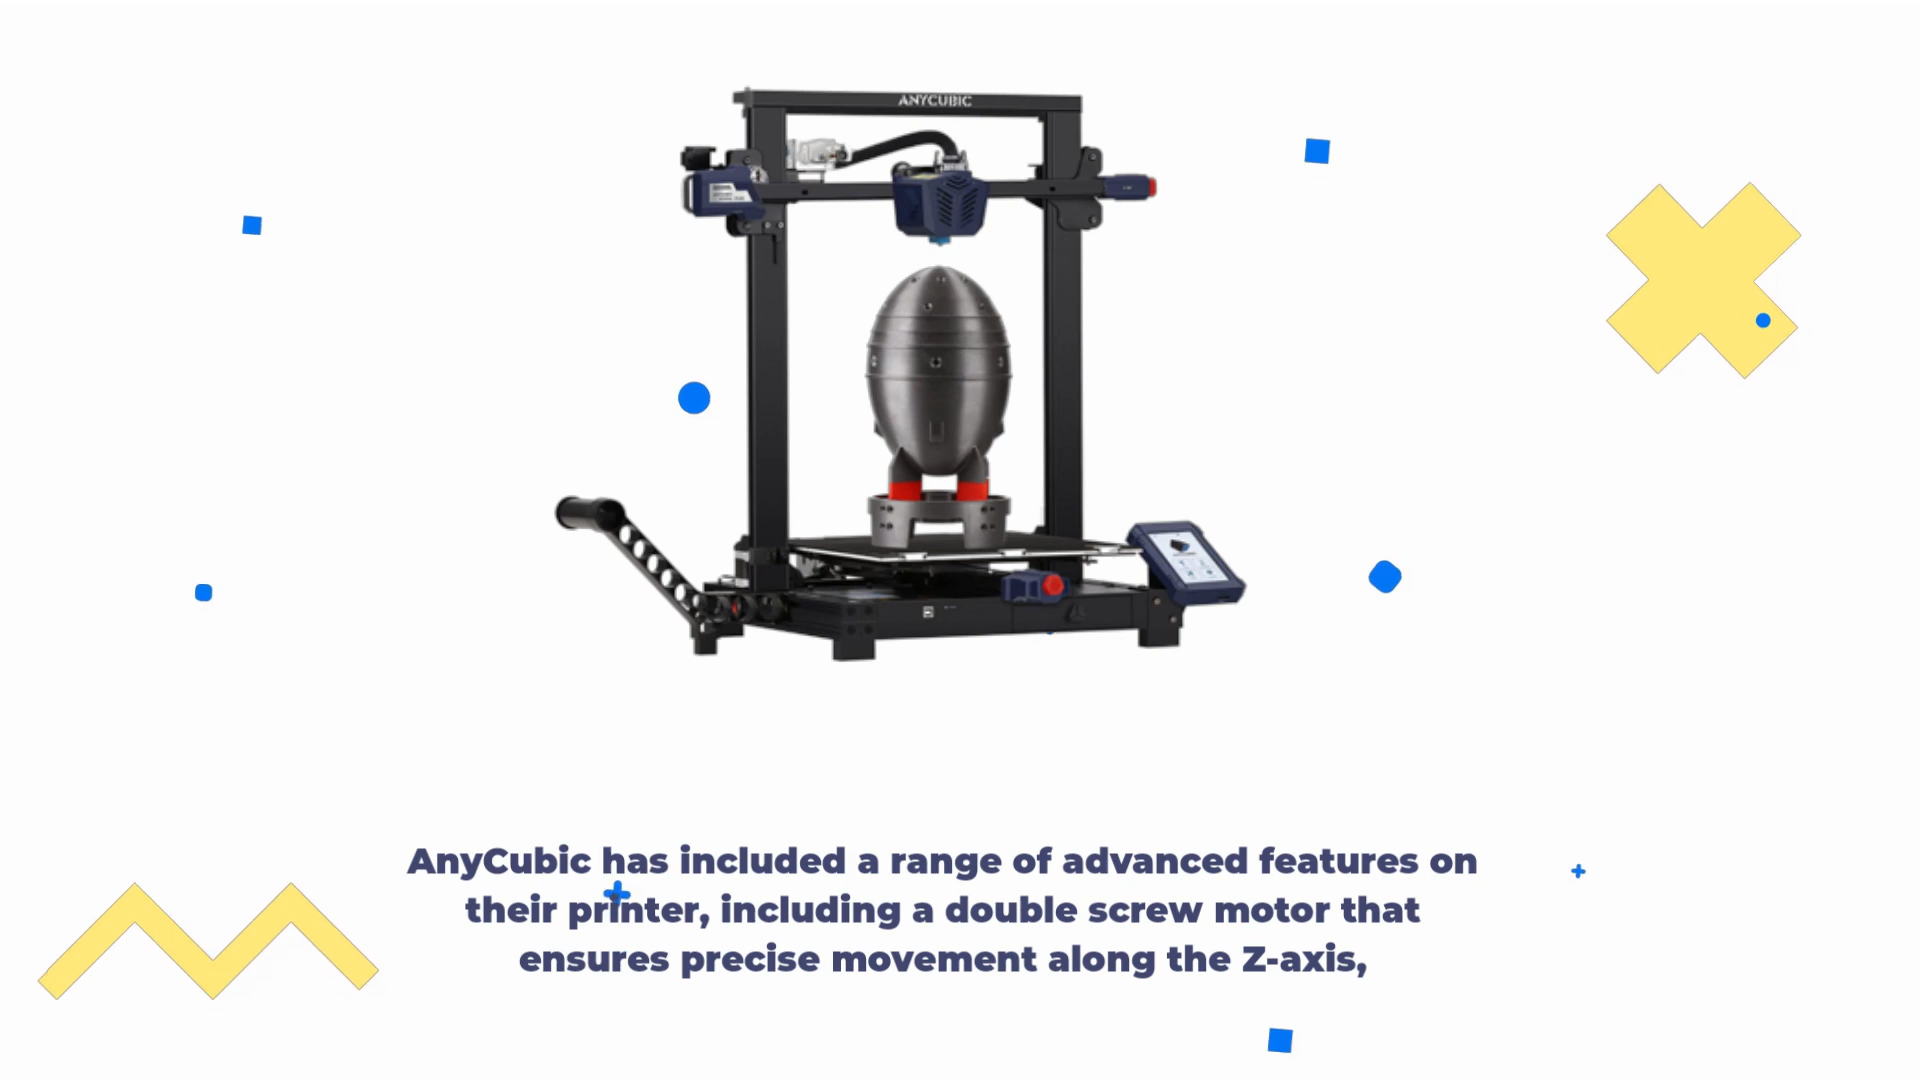 ANYCUBIC
AnyCubic has included a range of advanced features on
their printer, including a double screw motor that
ensures precise movement along the Z-axis,